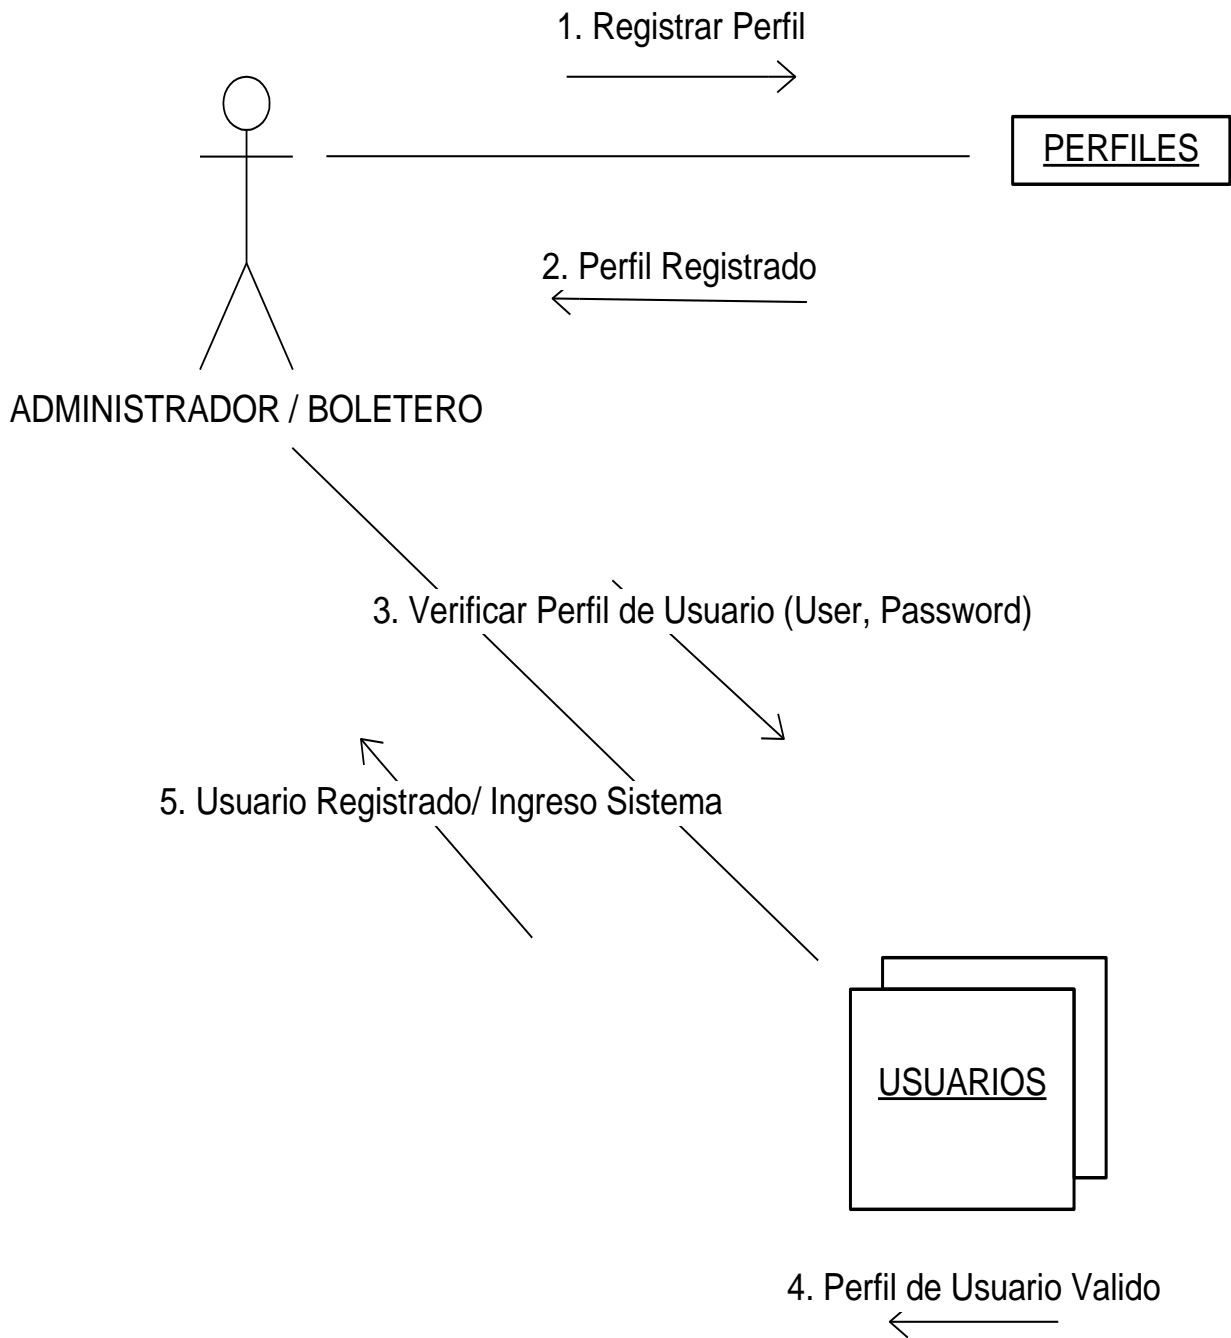 1. Registrar Perfil
PERFILES
2. Perfil Registrado
ADMINISTRADOR / BOLETERO
3. Verificar Perfil de Usuario (User, Password)
5. Usuario Registrado/ Ingreso Sistema
USUARIOS
4. Perfil de Usuario Valido